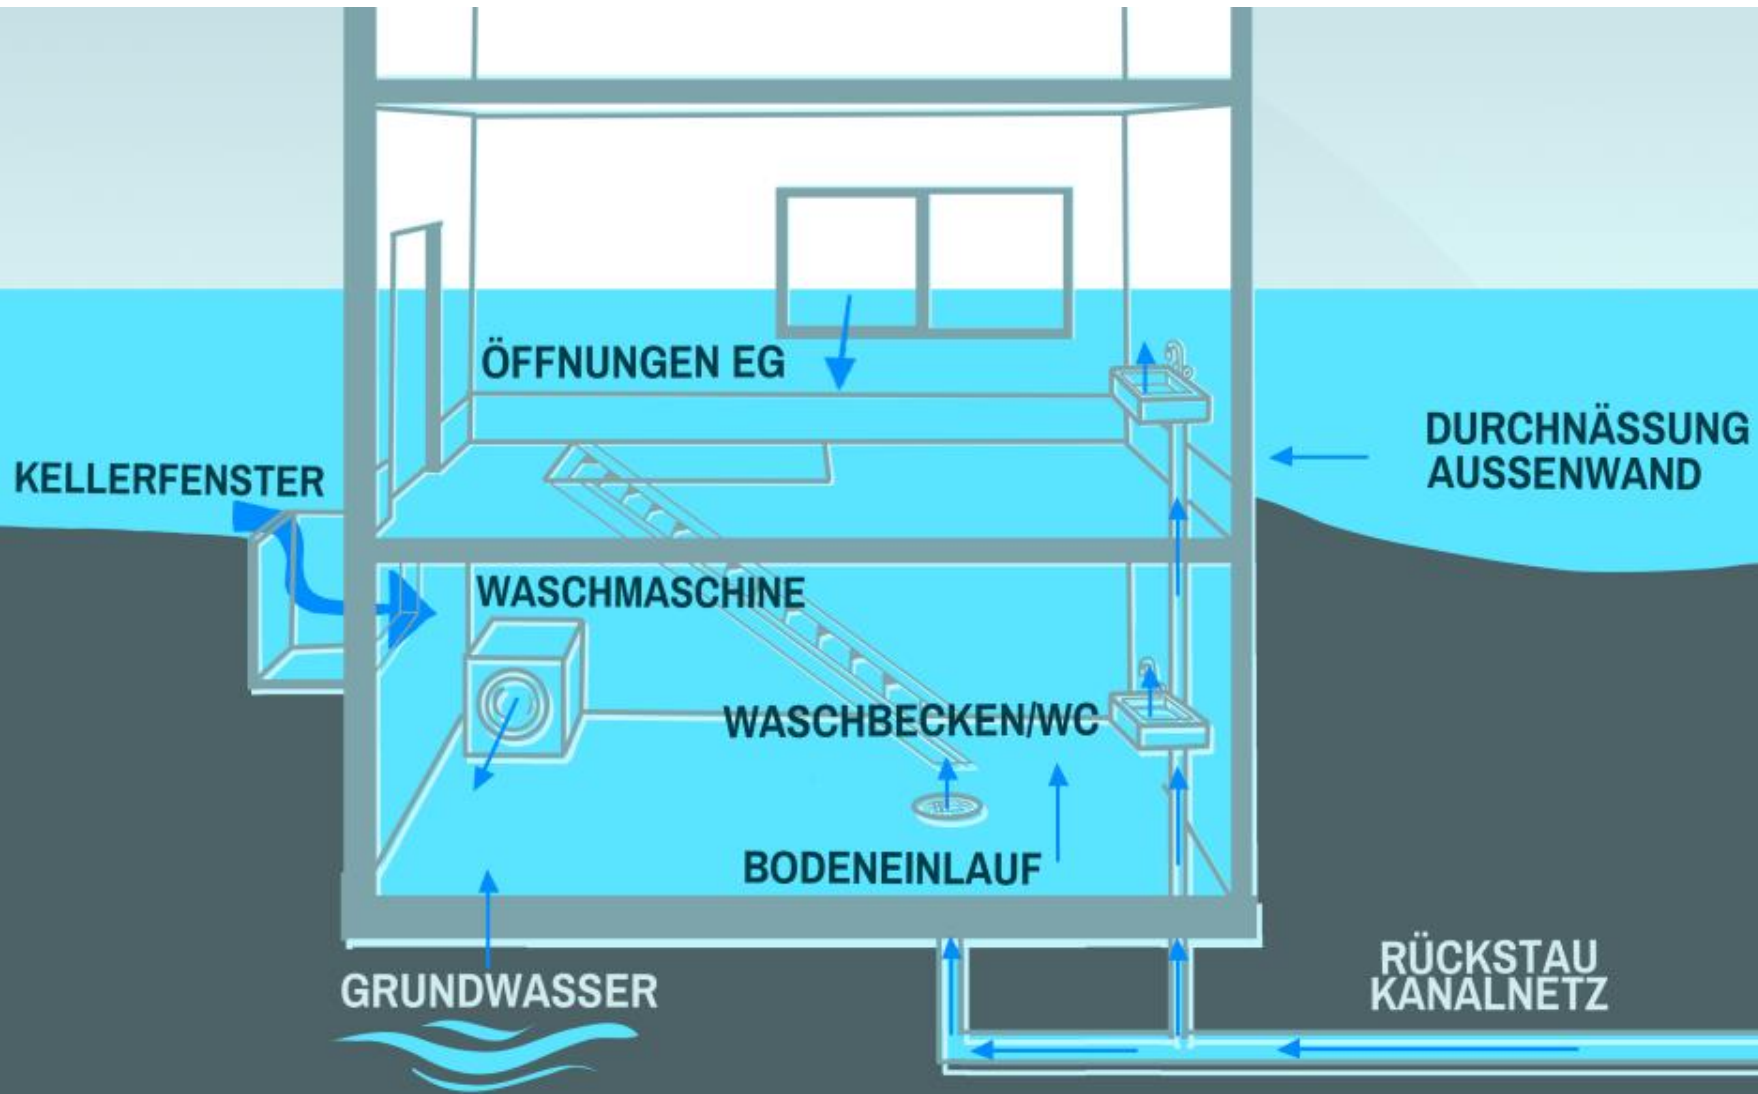 ÖFFNUNGEN EG
DURCHNÄSSUNG
AUSSENWAND
KELLERFENSTER
WASCHMASCHINE
WASCHBECKEN/WC
BODENEINLAUF
GRUNDWASSER
RÜCKSTAU
KANALNETZ